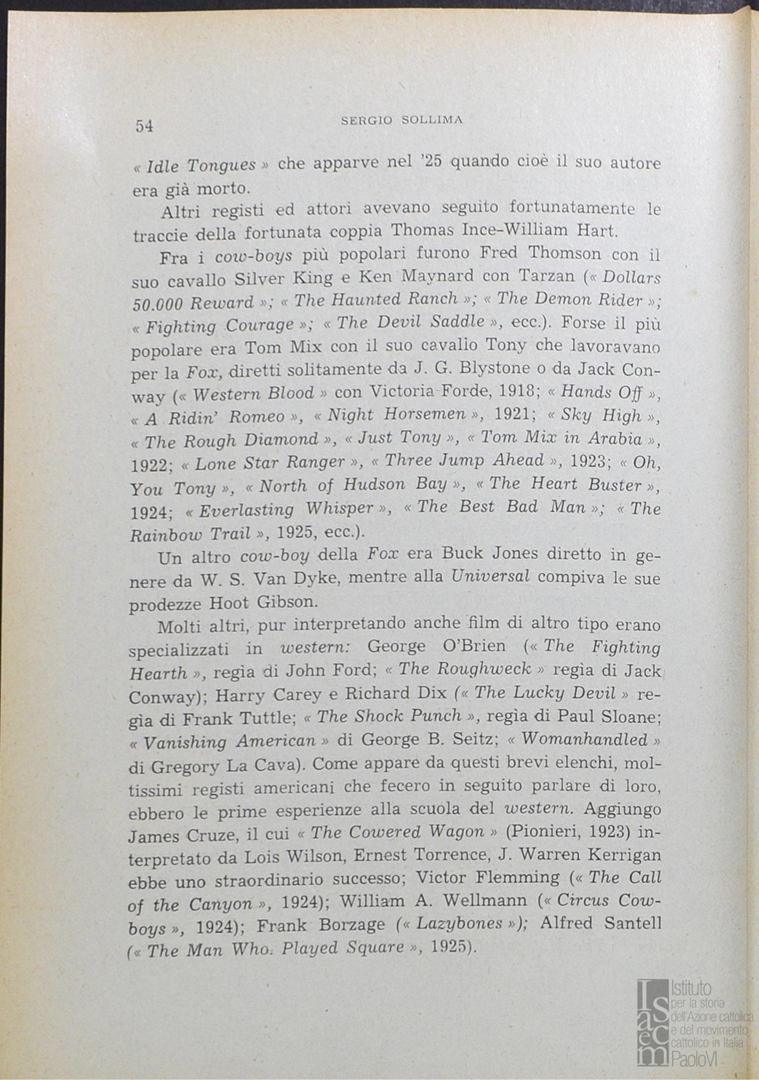 54
SERGIO SOLLIMA
« Idle Tongues » che apparve nel '25 quando cioè il suo autore
era già morto.
Altri registi ed attori avevano seguito fortunatamente le
traccie della fortunata coppia Thomas Ince-William Hart.
Fra i cow-boys più popolari furono Fred Thomson con il
suo cavallo Silver King e Ken Maynard con Tarzan (« Dollars
50.000 Reward »; « The Haunted Ranch »; « The Demon Rider »;
« Fighting Courage »; « The Devil Saddle », ecc.). Forse il più
popolare era Tom Mix con il suo cavallo Tony che lavoravano
per la Fox, diretti solitamente da J. G. Blystone o da Jack Con-
way (« Western Blood » con Victoria Forde, 1918; « Hands Off »,
« A Ridin' Romeo », « Night Horsemen », 1921; « Sky High »,
« The Rough Diamond », « Just Tony », « Tom Mix in Arabia »,
1922; « Lone Star Ranger », « Three Jump Ahead », 1923; « Oh,
You Tony », « North of Hudson Bay », « The Heart Buster »,
1924; « Everlasting Whisper », « The Best Bad Man »; « The
Rainbow Trail », 1925, ecc.).
Un altro cow-boy della Fox era Buck Jones diretto in ge-
nere da W. S. Van Dyke, mentre alla Universal compiva le sue
prodezze Hoot Gibson.
Molti altri, pur interpretando anche film di altro tipo erano
specializzati in western: George O'Brien (« The Fighting
Hearth », regìa di John Ford; « The Roughweck » regìa di Jack
Conway); Harry Carey e Richard Dix (« The Lucky Devil » re-
gìa di Frank Tuttle; « The Shock Punch », regìa di Paul Sloane;
« Vanishing American » di George B. Seitz; « Womanhandled »
di Gregory La Cava). Come appare da questi brevi elenchi, mol-
tissimi registi americani che fecero in seguito parlare di loro,
ebbero le prime esperienze alla scuola del western. Aggiungo
James Cruze, il cui « The Cowered Wagon » (Pionieri, 1923) in-
terpretato da Lois Wilson, Ernest Torrence, J. Warren Kerrigan
ebbe uno straordinario successo; Victor Flemming (« The Call
of the Canyon », 1924); William A. Wellmann (« Circus Cow-
boys », 1924); Frank Borzage (« Lazybones »); Alfred Santell
(« The Man Who. Played Square », 1925).
Isacem
Istituto
per la storia
dell'Azione cattolica
e del movimento
cattolico in Italia
PaoloVI